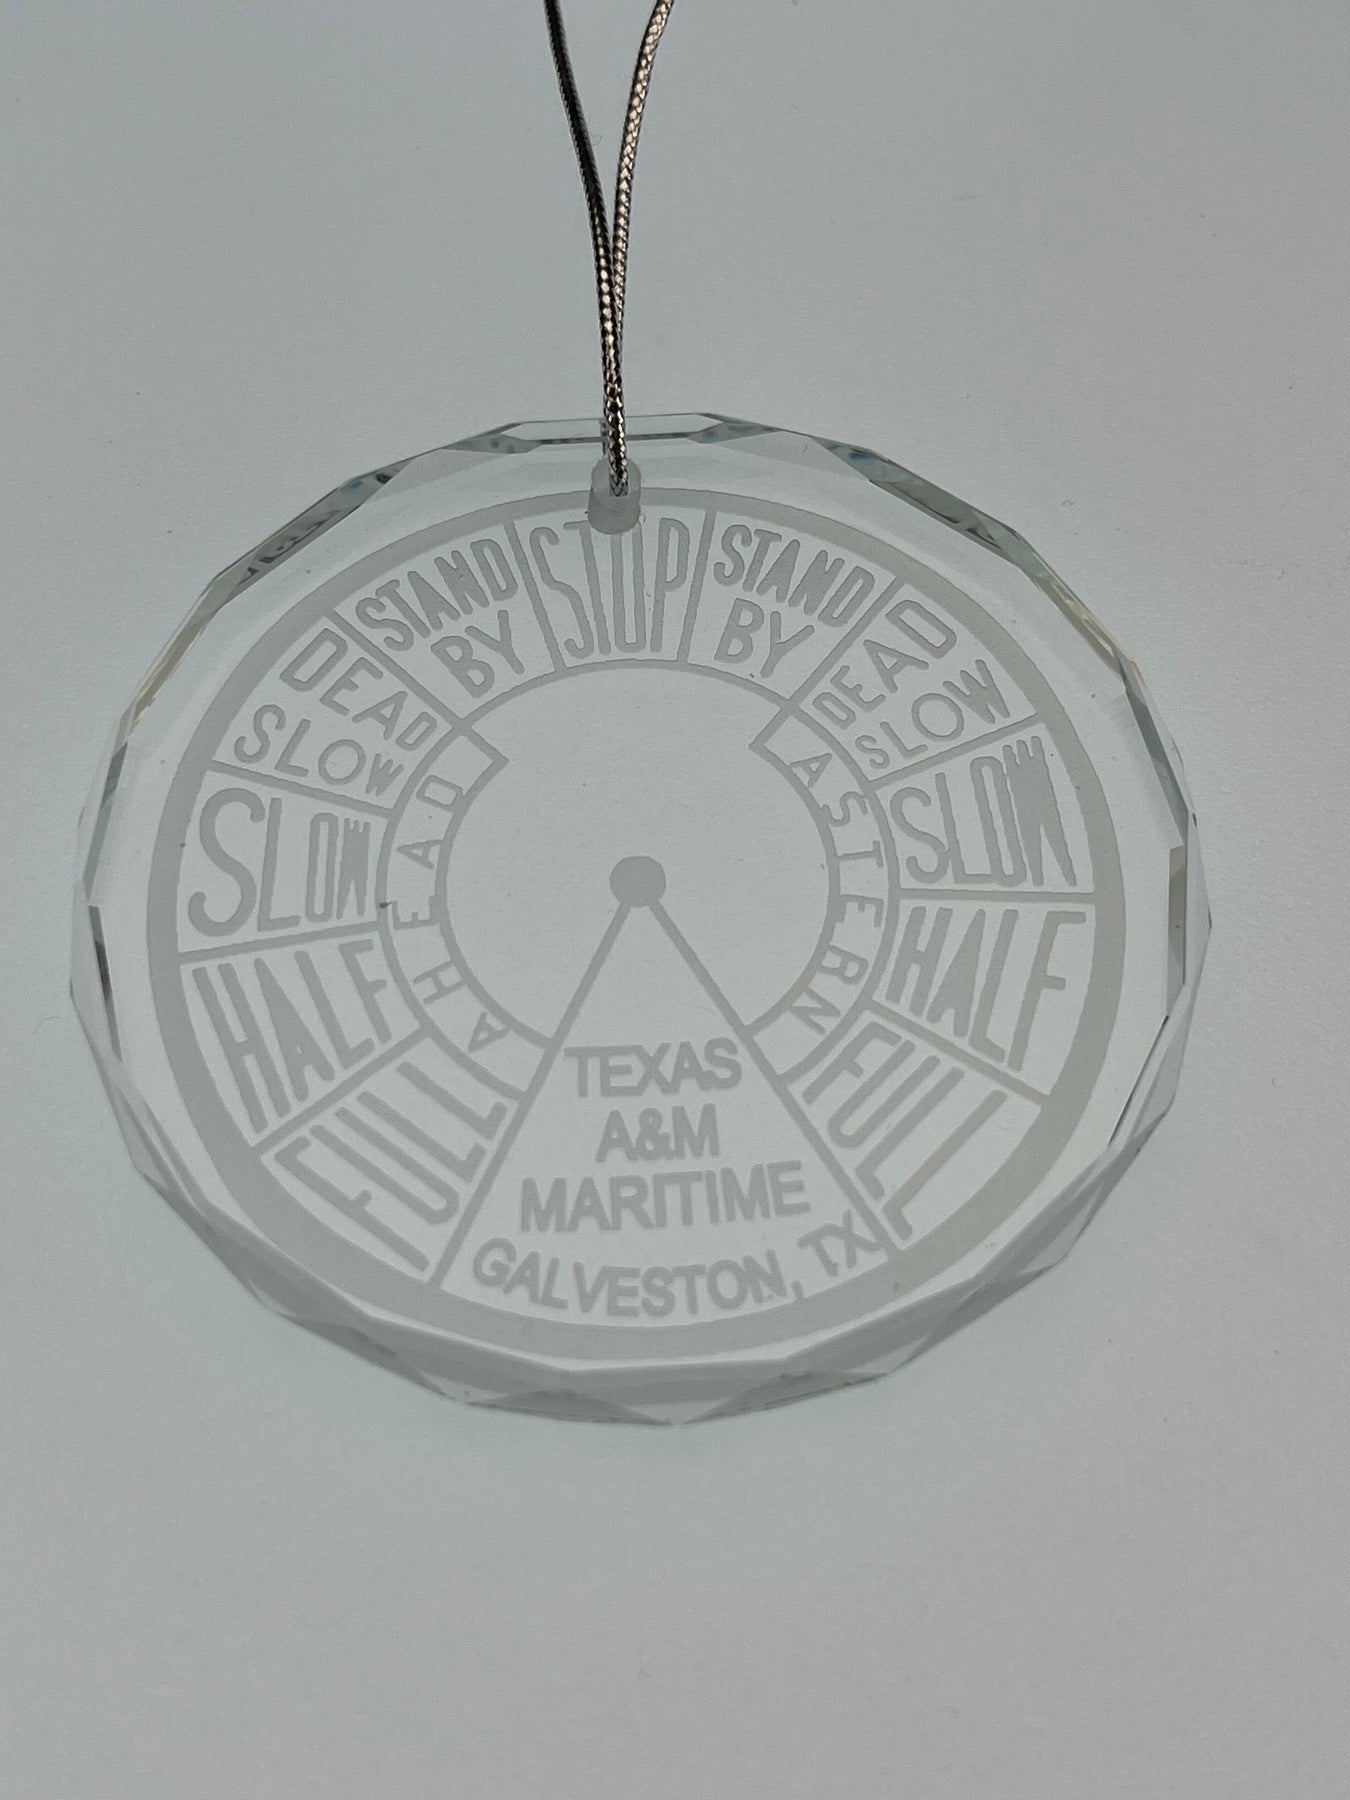 FULL
HALF
SLOW
DEAD
SLOW
STAND
BY
STOP
STAND
BY
DEAD
SLOW
SLOW
HALF
FULL
AHEAD
ASTERN
TEXAS
A&M
MARITIME
GALVESTON, TX